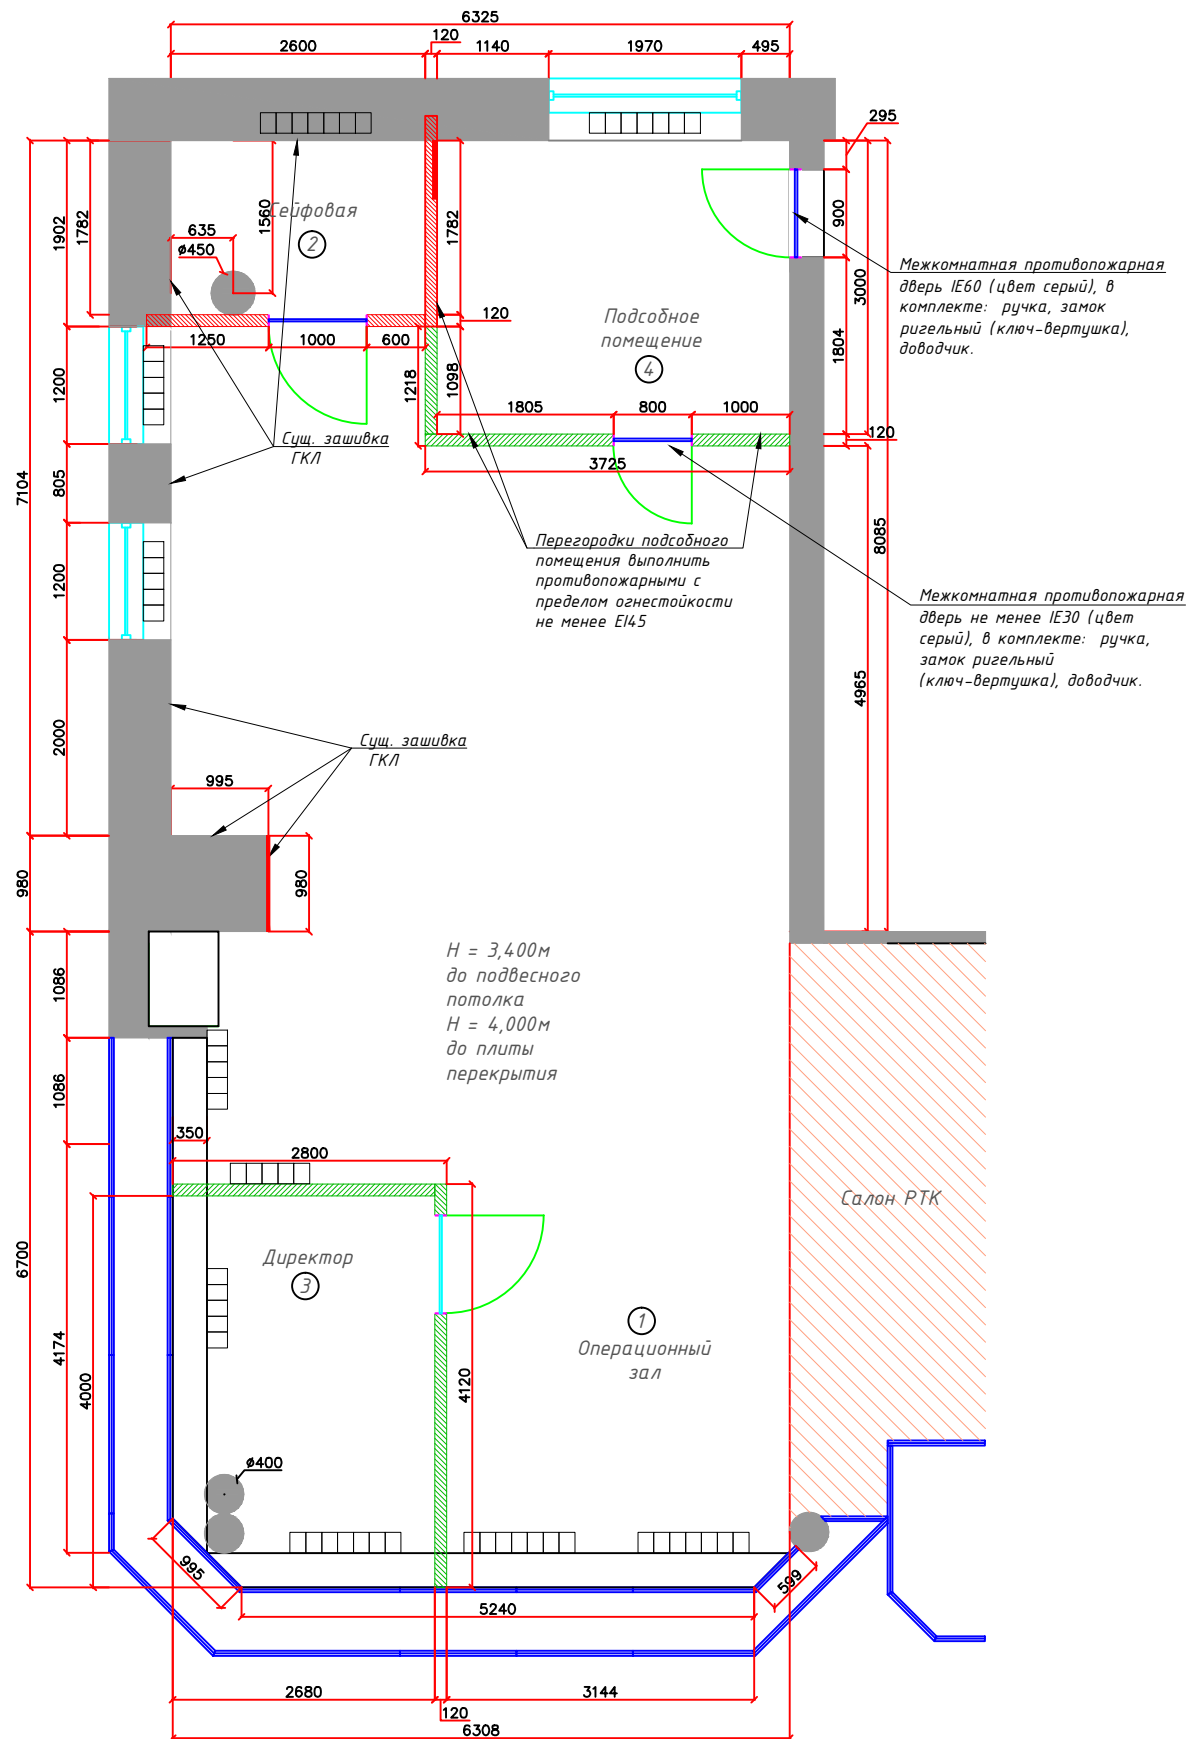 6325
2600
120
1140
1970
495
295
1902
1782
1560
635
ø450
Сейфовая
2
1782
900
3000
Межкомнатная противопожарная
дверь IE60 (цвет серый), в
комплекте: ручка, замок
ригельный (ключ-вертушка),
доводчик.
Подсобное
помещение
4
120
1250
1000
600
1200
1218
1098
1804
1805
800
1000
120
Сущ. зашивка
ГКЛ
3725
7104
805
8085
1200
Перегородки подсобного
помещения выполнить
противопожарными с
пределом огнестойкости
не менее EI45
Межкомнатная противопожарная
дверь не менее IE30 (цвет
серый), в комплекте: ручка,
замок ригельный
(ключ-вертушка), доводчик.
4965
2000
Сущ. зашивка
ГКЛ
995
980
980
H = 3,400м
до подвесного
потолка
H = 4,000м
до плиты
перекрытия
1086
1086
350
2800
Салон РТК
6700
Директор
3
1
Операционный
зал
4174
4000
4120
ø400
995
599
5240
2680
120
3144
6308